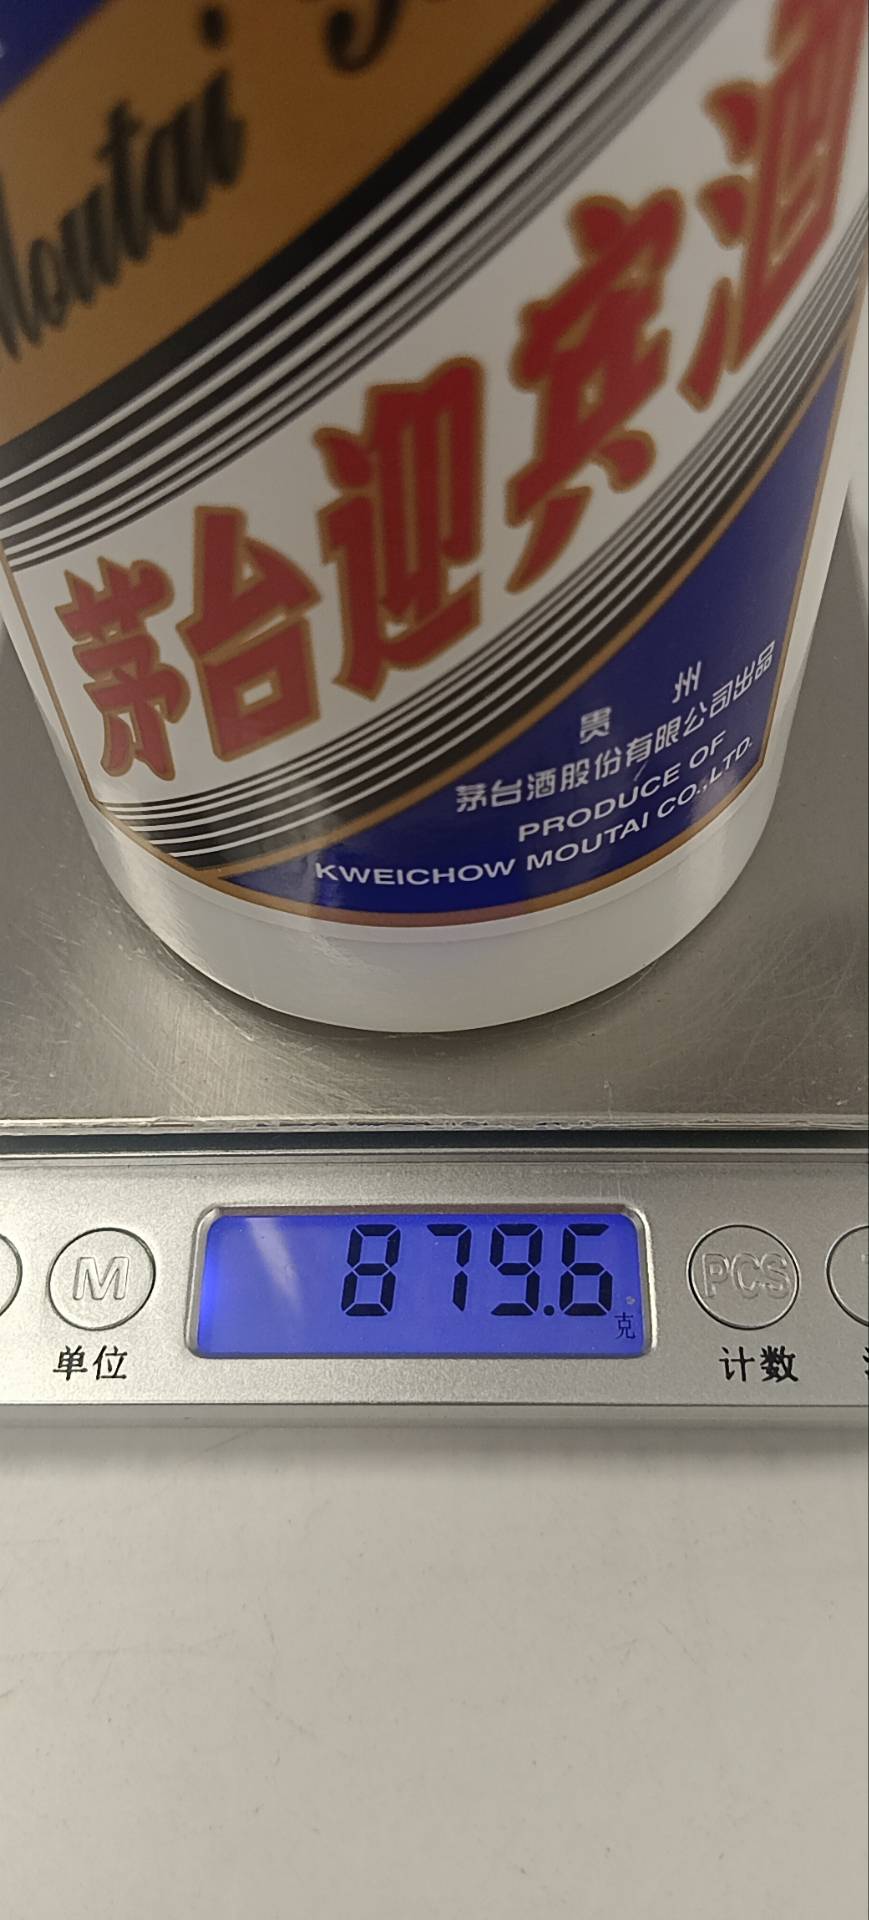 Moutai
茅台迎宾酒
贵州
茅台酒股份有限公司出品
PRODUCE OF
KWEICHOW MOUTAI CO.,LTD.
879.6
克
M
PCS
单位
计数